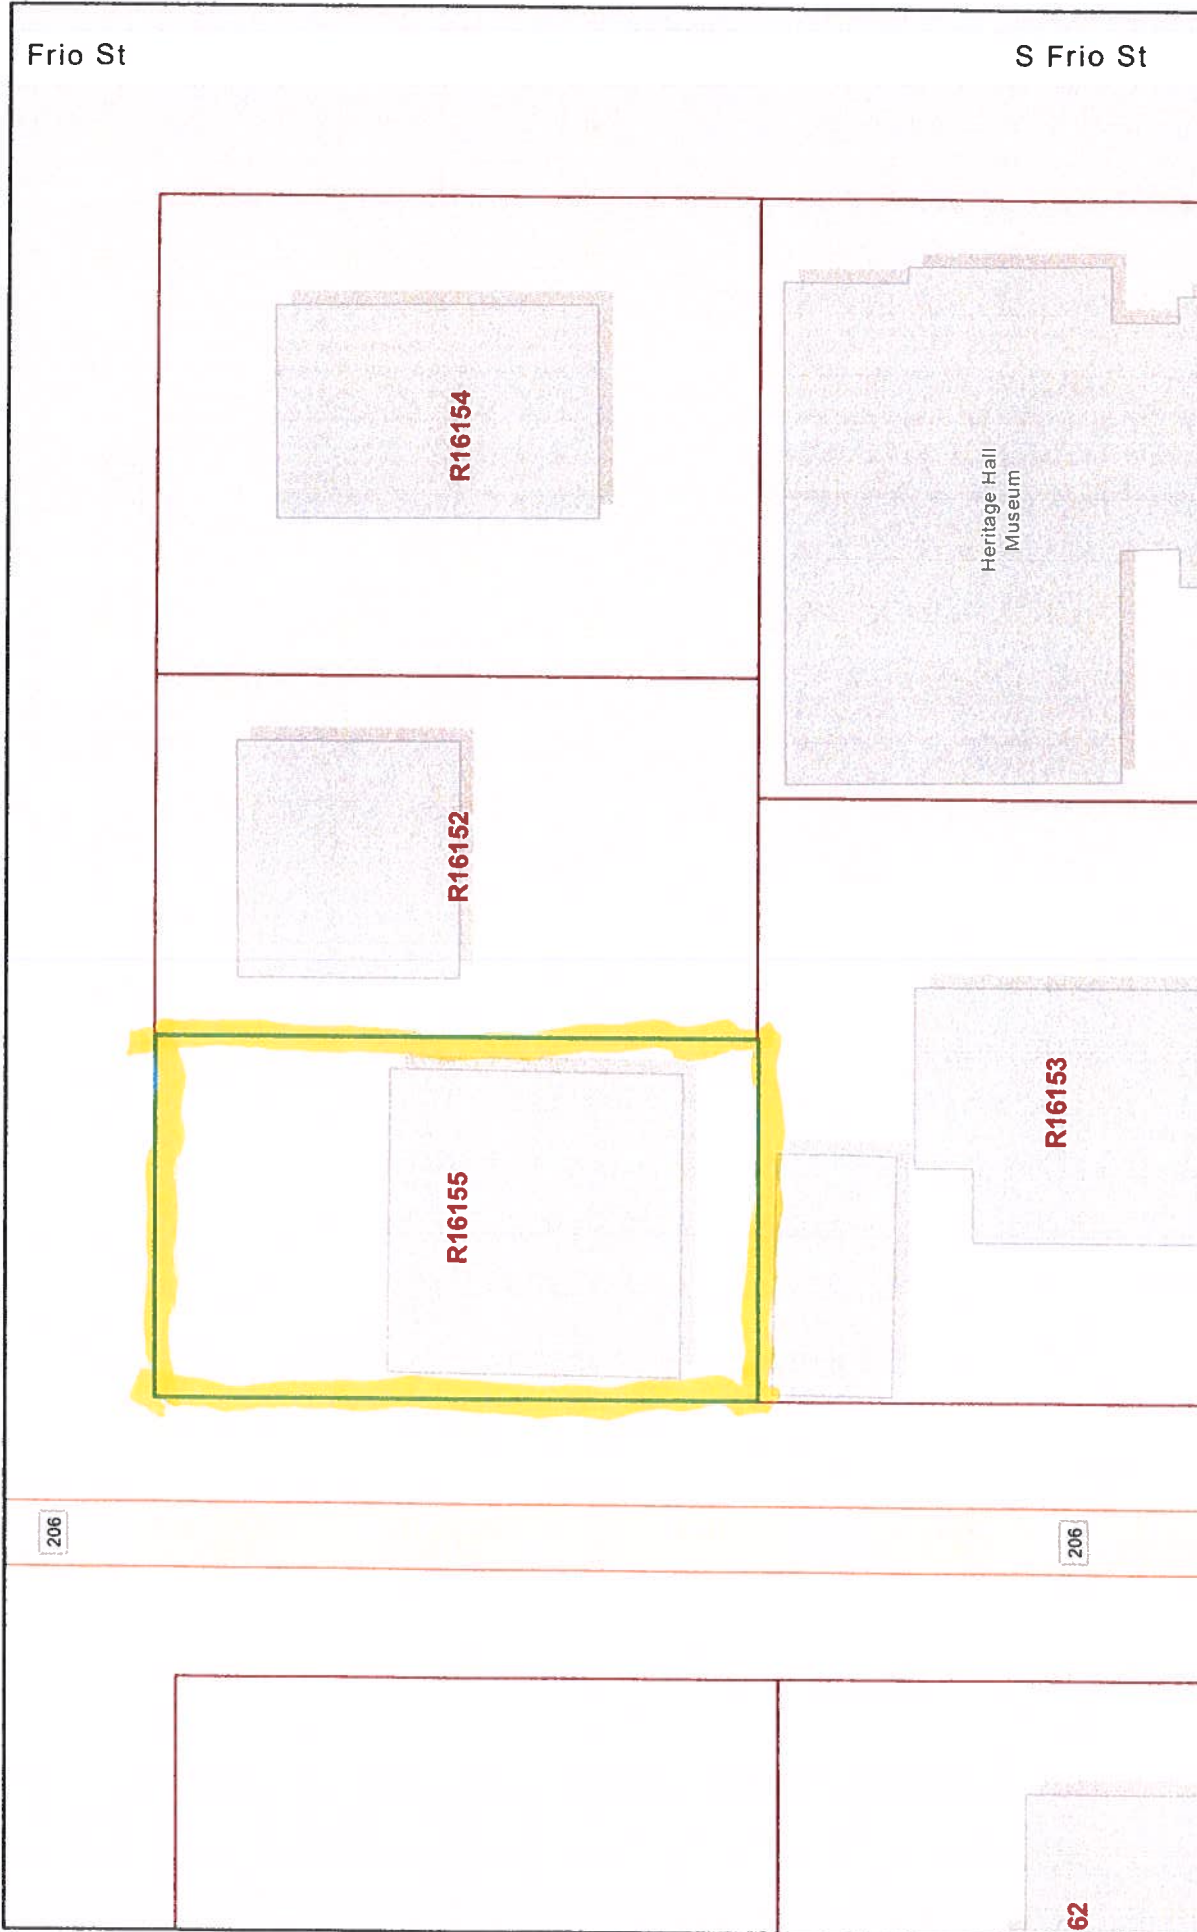 Frio St
S Frio St
R16154
Heritage Hall
Museum
R16152
R16153
R16155
206
206
62